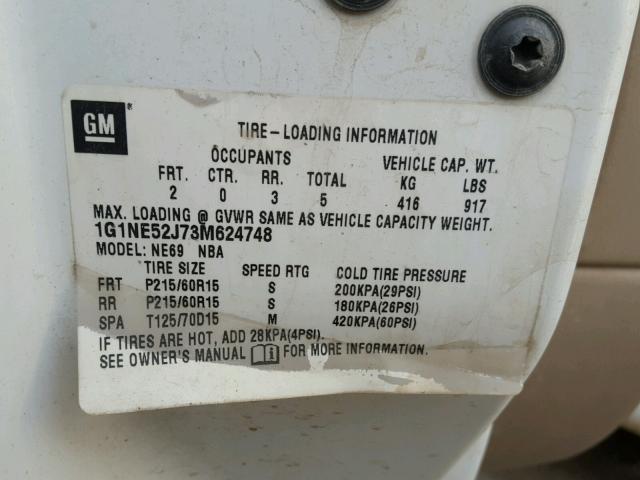 GM
TIRE-LOADING INFORMATION
OCCUPANTS VEHICLE CAP. WT.
FRT. CTR. RR. TOTAL KG LBS
2 0 3 5 416 917
MAX. LOADING @ GVWR SAME AS VEHICLE CAPACITY WEIGHT.
1G1NE52J73M624748
MODEL: NE69 NBA
TIRE SIZE SPEED RTG COLD TIRE PRESSURE
FRT P215/60R15 S 200KPA(29PSI)
RR P215/60R15 S 180KPA(26PSI)
SPA T125/70D15 M 420KPA(60PSI)
IF TIRES ARE HOT, ADD 28KPA(4PSI).
SEE OWNER'S MANUAL FOR MORE INFORMATION.